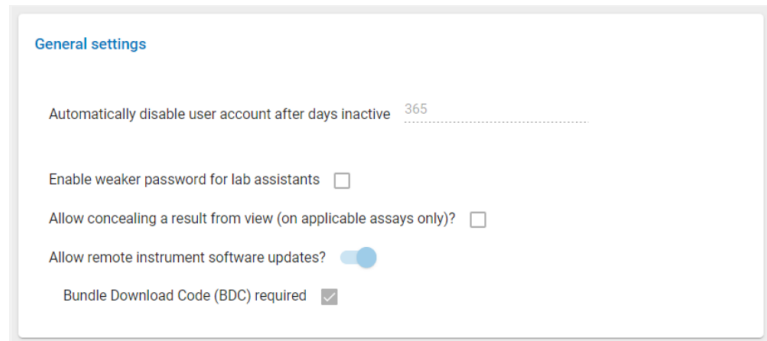 General settings
Automatically disable user account after days inactive 365
Enable weaker password for lab assistants
Allow concealing a result from view (on applicable assays only)?
Allow remote instrument software updates?
Bundle Download Code (BDC) required